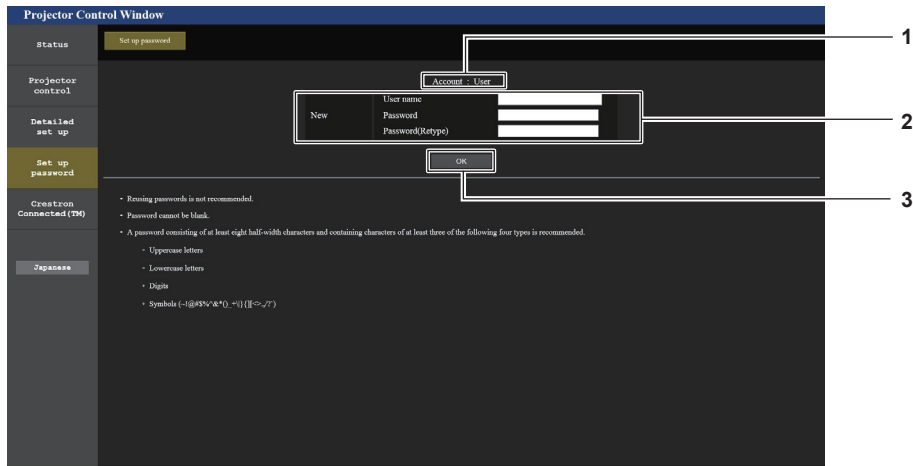 Projector Control Window
Status
Set up password
1
Projector
control
Account : User
User name
New
Password
2
Detailed
set up
Password(Retype)
Set up
password
OK
Crestron
Connected(TM)
3
- Reusing passwords is not recommended.
- Password cannot be blank.
- A password consisting of at least eight half-width characters and containing characters of at least three of the following four types is recommended.
- Uppercase letters
Japanese
- Lowercase letters
- Digits
- Symbols